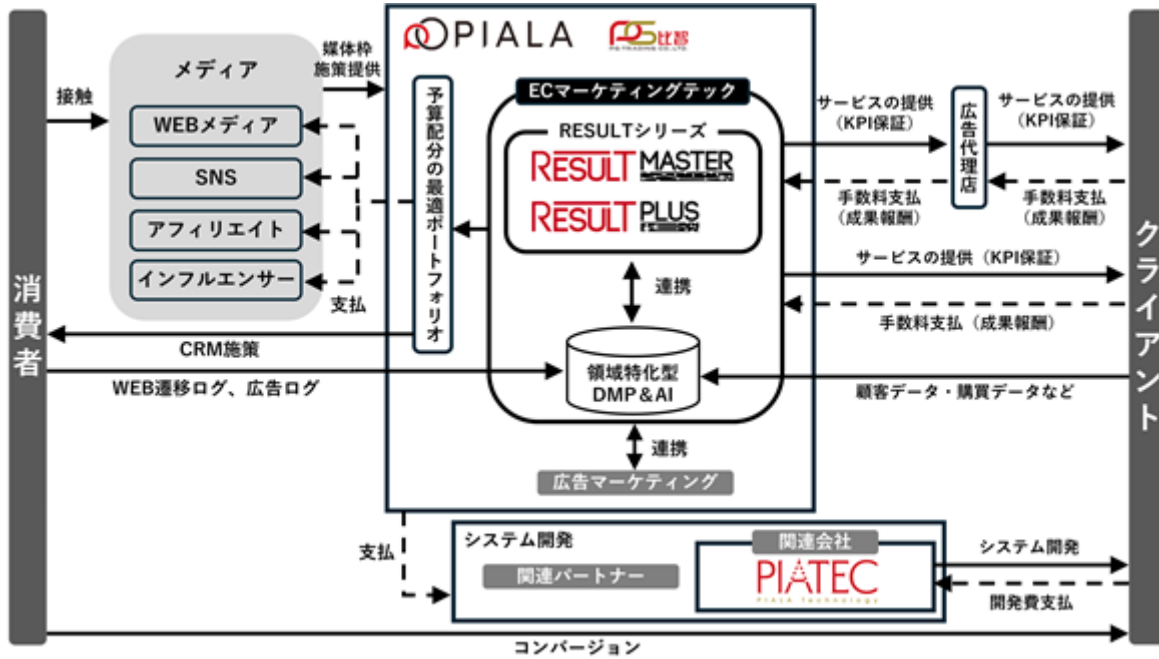 PIALA
PG比智
PG TRADING CO.,LTD.
メディア
媒体枠
施策提供
接触
WEBメディア
SNS
アフィリエイト
インフルエンサー
支払
予算配分の最適ポートフォリオ
ECマーケティングテック
RESULTシリーズ
RESULT MASTER
RESULT PLUS
連携
領域特化型
DMP&AI
連携
広告マーケティング
サービスの提供
(KPI保証)
広告代理店
サービスの提供
(KPI保証)
手数料支払
(成果報酬)
手数料支払
(成果報酬)
サービスの提供(KPI保証)
手数料支払(成果報酬)
顧客データ・購買データなど
消費者
クライアント
CRM施策
WEB遷移ログ、広告ログ
支払
システム開発
関連パートナー
関連会社
PIATEC
PIALA Technology
システム開発
開発費支払
コンバージョン